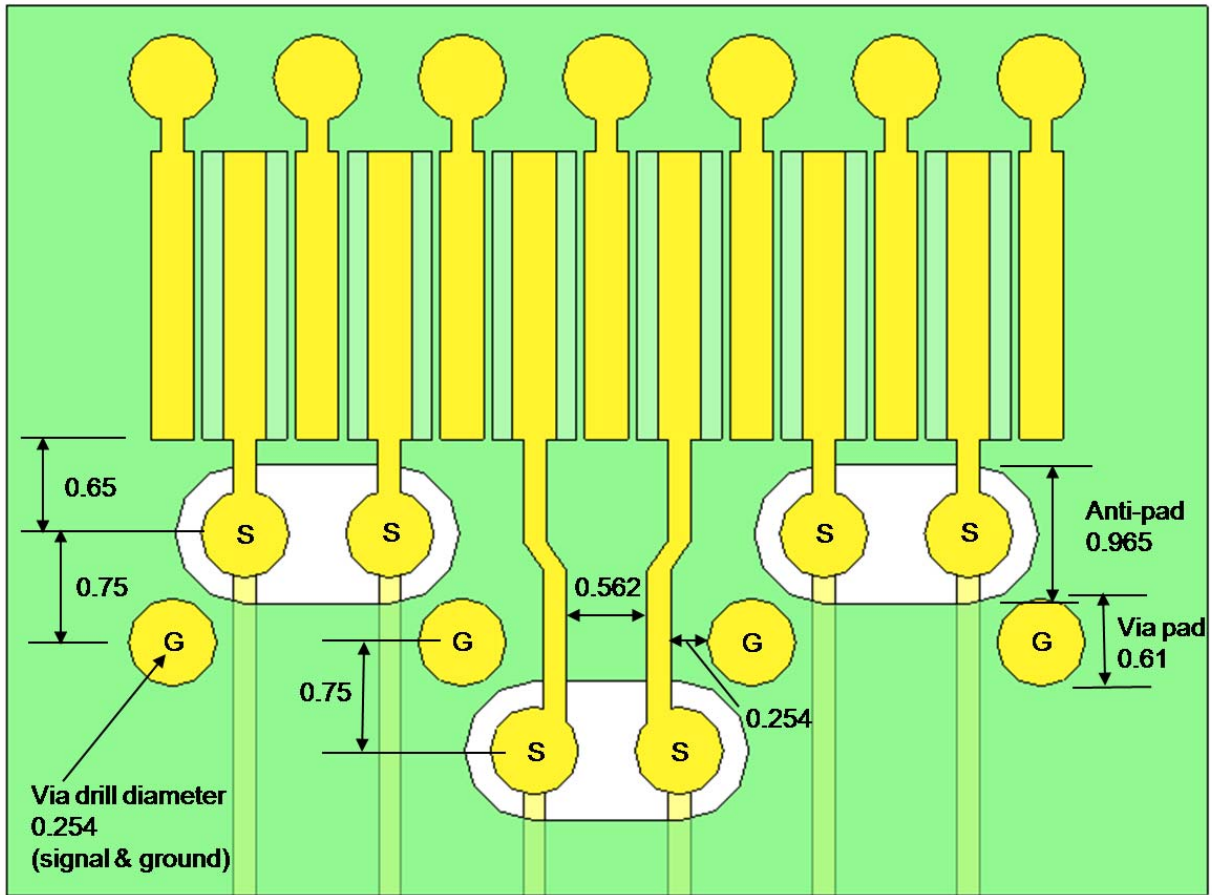 0.65
S
S
S
S
Anti-pad
0.965
0.75
0.562
G
G
G
G
Via pad
0.61
0.75
0.254
S
S
Via drill diameter
0.254
(signal & ground)